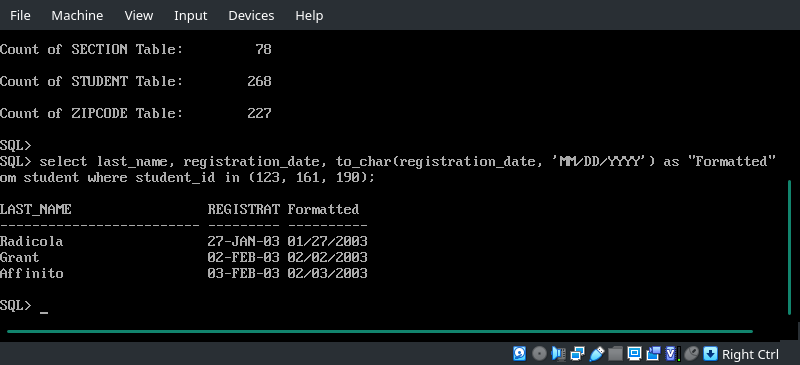 File Machine View Input Devices Help
Count of SECTION Table: 78
Count of STUDENT Table: 268
Count of ZIPCODE Table: 227
SQL>
SQL> select last_name, registration_date, to_char(registration_date, 'MM/DD/YYYY') as "Formatted"
om student where student_id in (123, 161, 190);
LAST_NAME REGISTRAT Formatted
------------------------- --------- ----------
Radicola 27-JAN-03 01/27/2003
Grant 02-FEB-03 02/02/2003
Affinito 03-FEB-03 02/03/2003
SQL> _
Right Ctrl